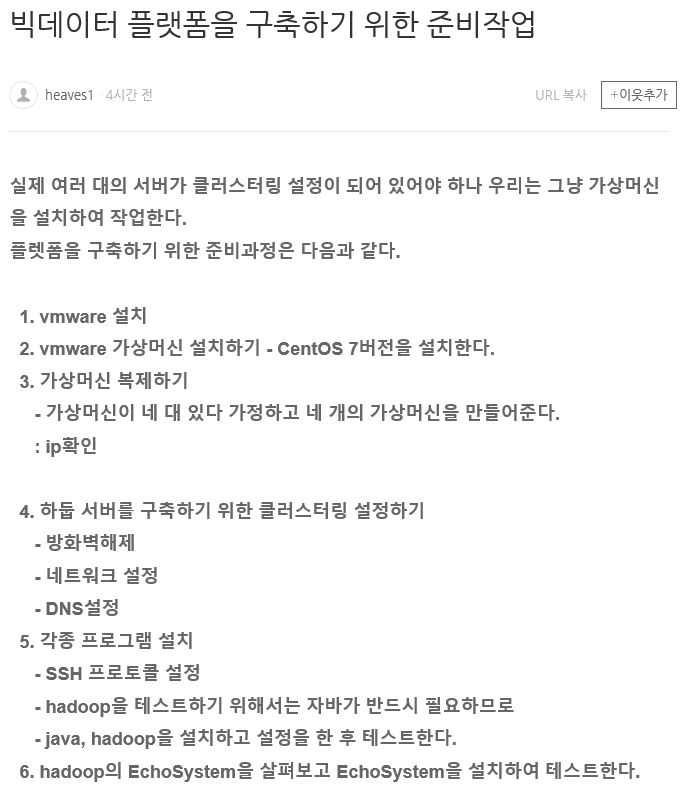 빅데이터 플랫폼을 구축하기 위한 준비작업
heaves1 · 4시간 전
URL 복사
+이웃추가
실제 여러 대의 서버가 클러스터링 설정이 되어 있어야 하나 우리는 그냥 가상머신
을 설치하여 작업한다.
플렛폼을 구축하기 위한 준비과정은 다음과 같다.
1. vmware 설치
2. vmware 가상머신 설치하기 - CentOS 7버전을 설치한다.
3. 가상머신 복제하기
- 가상머신이 네 대 있다 가정하고 네 개의 가상머신을 만들어준다.
: ip확인
4. 하둡 서버를 구축하기 위한 클러스터링 설정하기
- 방화벽해제
- 네트워크 설정
- DNS설정
5. 각종 프로그램 설치
- SSH 프로토콜 설정
- hadoop을 테스트하기 위해서는 자바가 반드시 필요하므로
- java, hadoop을 설치하고 설정을 한 후 테스트한다.
6. hadoop의 EchoSystem을 살펴보고 EchoSystem을 설치하여 테스트한다.